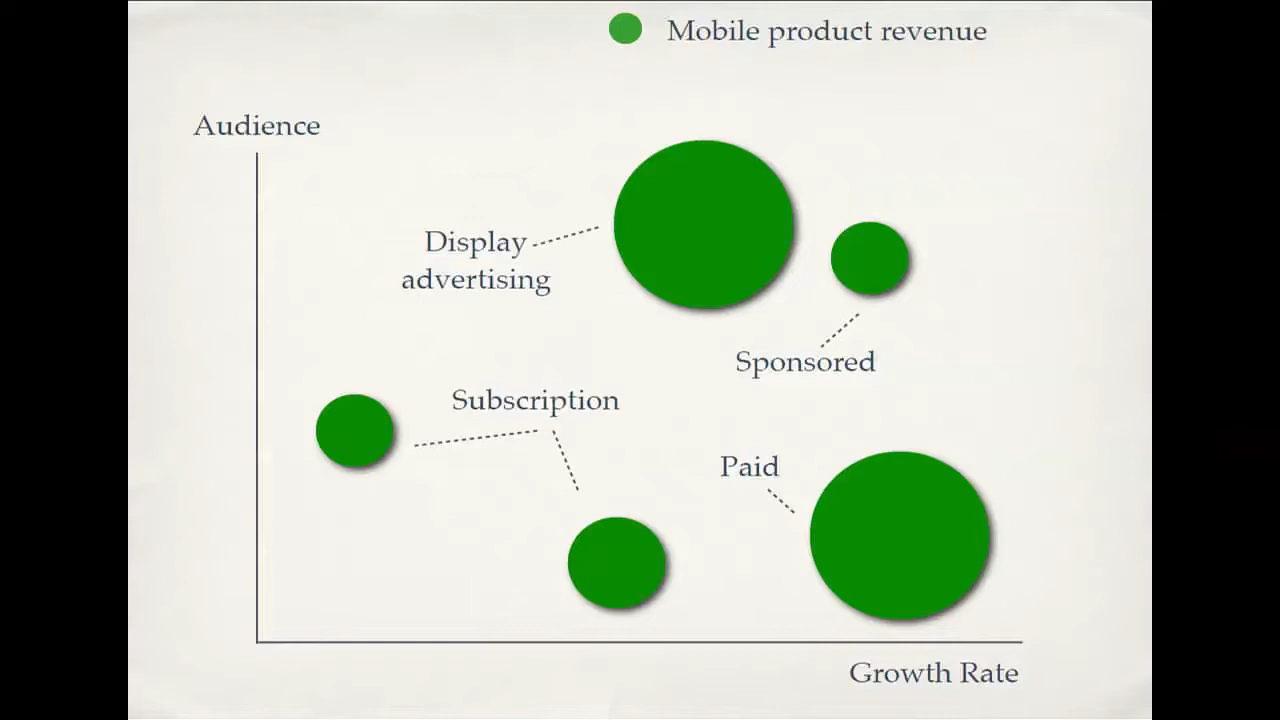 Mobile product revenue
Audience
Display
advertising
Sponsored
Subscription
Paid
Growth Rate